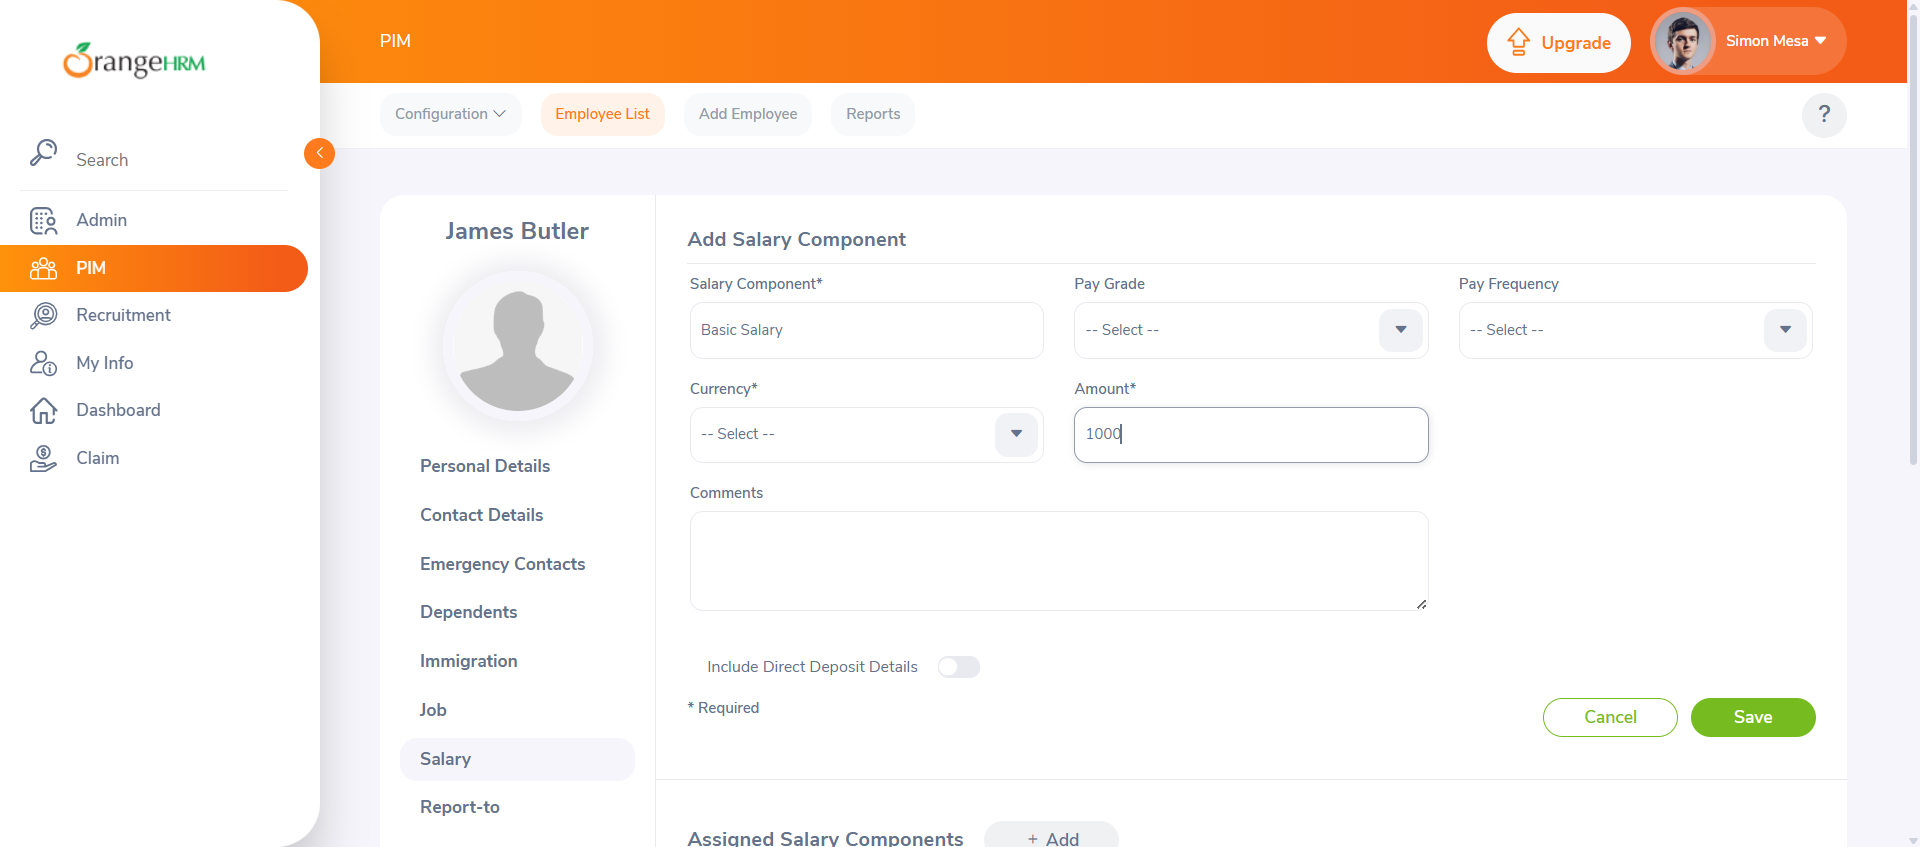 OrangeHRM
PIM
Upgrade
Simon Mesa
Configuration
Employee List
Add Employee
Reports
?
Search
Admin
PIM
Recruitment
My Info
Dashboard
Claim
James Butler
Personal Details
Contact Details
Emergency Contacts
Dependents
Immigration
Job
Salary
Report-to
Add Salary Component
Salary Component*
Pay Grade
Pay Frequency
Basic Salary
-- Select --
-- Select --
Currency*
Amount*
-- Select --
1000
Comments
Include Direct Deposit Details
* Required
Cancel
Save
Assigned Salary Components
+ Add